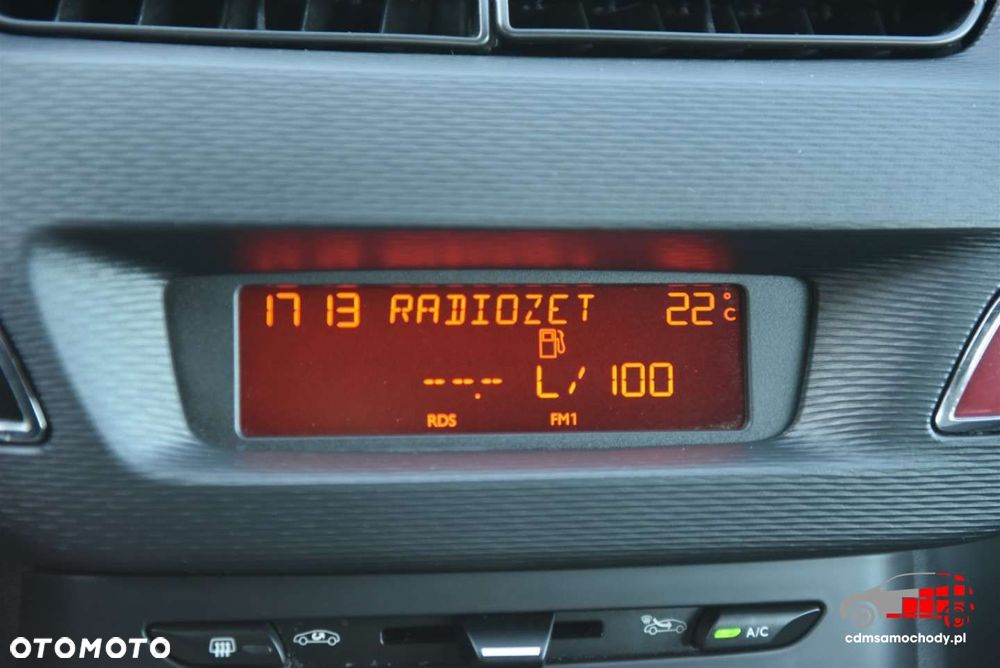 17 13 RADIOZET 22°C
--.-- L/100
RDS FM1
A/C
OTOMOTO
cdmsamochody.pl